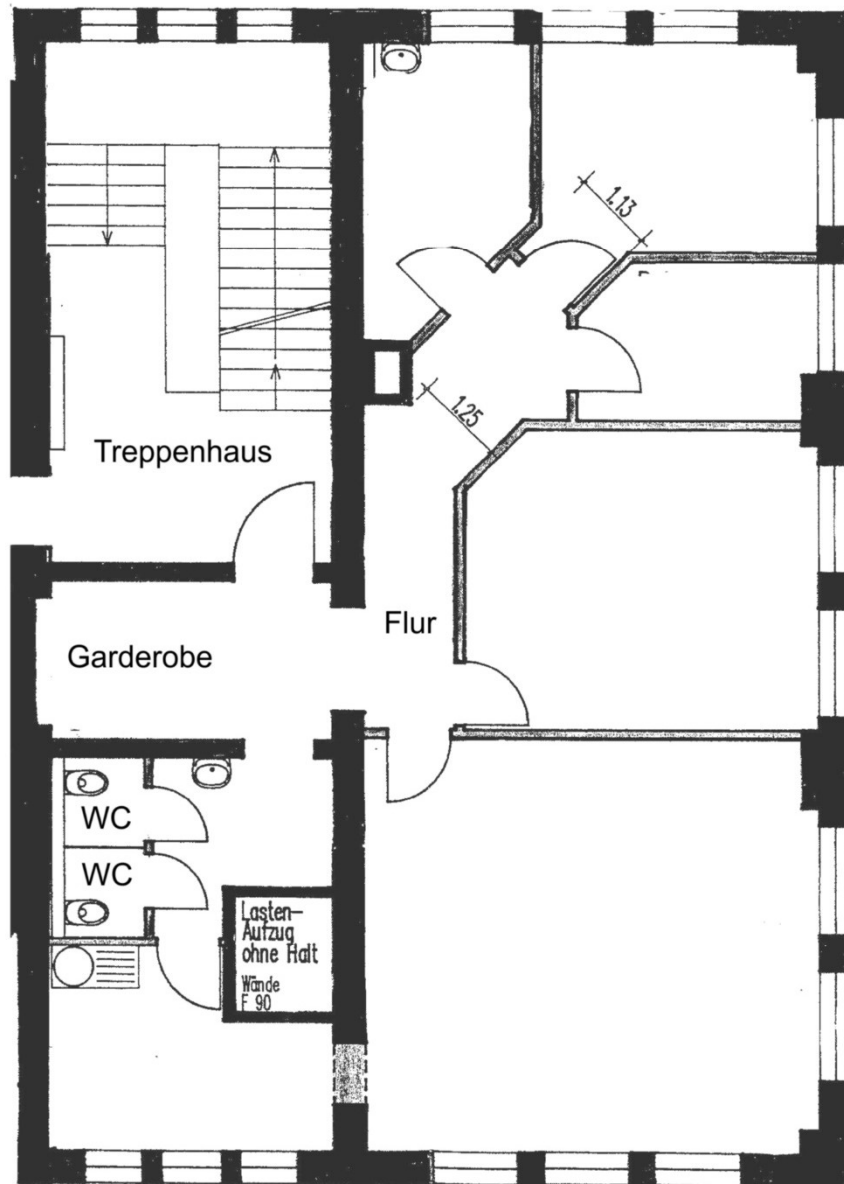 1.13
1.25
Treppenhaus
Flur
Garderobe
WC
WC
Lasten-
Aufzug
ohne Halt
Wände
F 90